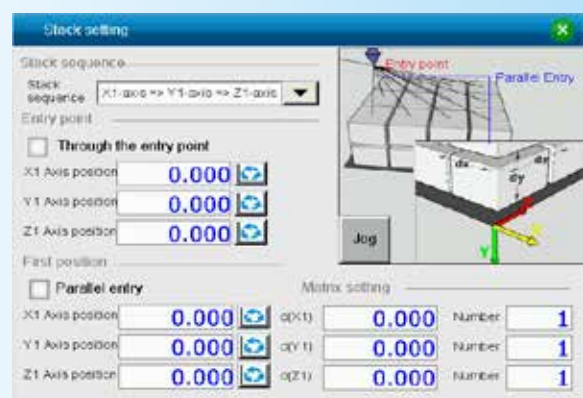 Stack setting
Stack sequence
Stack sequence X1-axis => Y1-axis => Z1-axis
Entry point
Through the entry point
X1 Axis position 0.000
Y1 Axis position 0.000
Z1 Axis position 0.000
Entry point
Parallel Entry
dx
dz
dy
X
Y
Jog
First position
Parallel entry
Matrix setting
X1 Axis position 0.000 d(X1) 0.000 Number 1
Y1 Axis position 0.000 d(Y1) 0.000 Number 1
Z1 Axis position 0.000 d(Z1) 0.000 Number 1